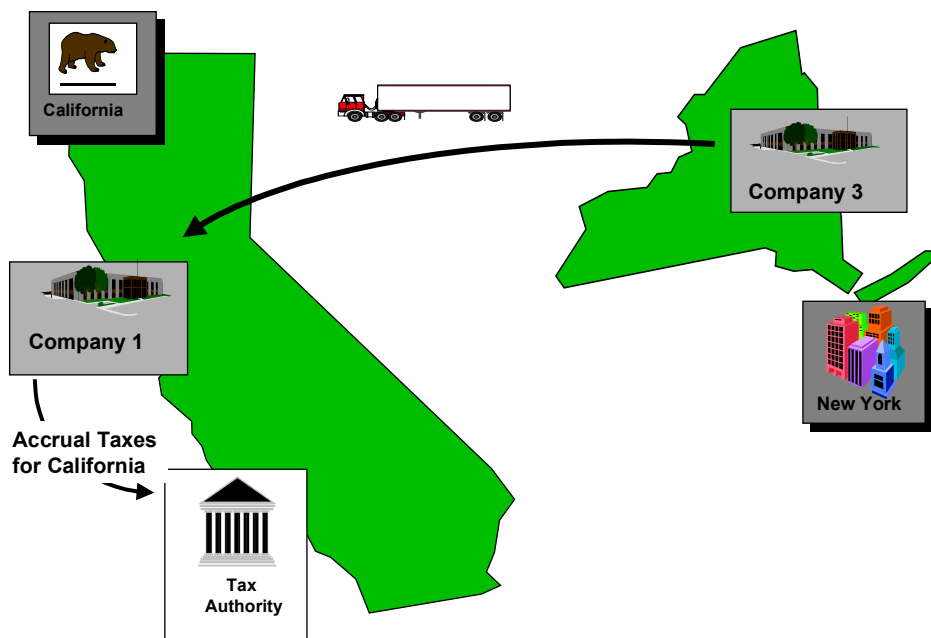 California
Company 3
Company 1
New York
Accrual Taxes
for California
Tax
Authority